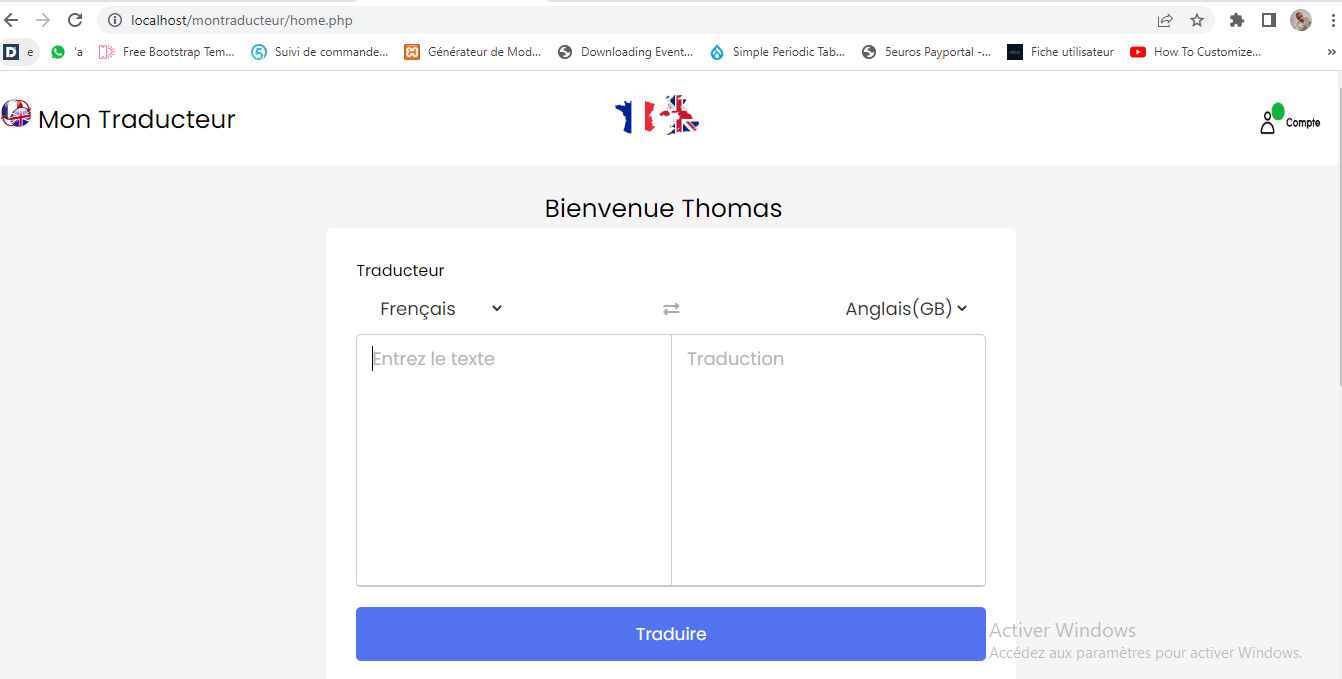 localhost/montraducteur/home.php
e 'a Free Bootstrap Tem... Suivi de commande... Générateur de Mod... Downloading Event... Simple Periodic Tab... 5euros Payportal -... Fiche utilisateur How To Customize... »
Mon Traducteur
Compte
Bienvenue Thomas
Traducteur
Frençais Anglais(GB)
Entrez le texte Traduction
Traduire
Activer Windows
Accédez aux paramètres pour activer Windows.